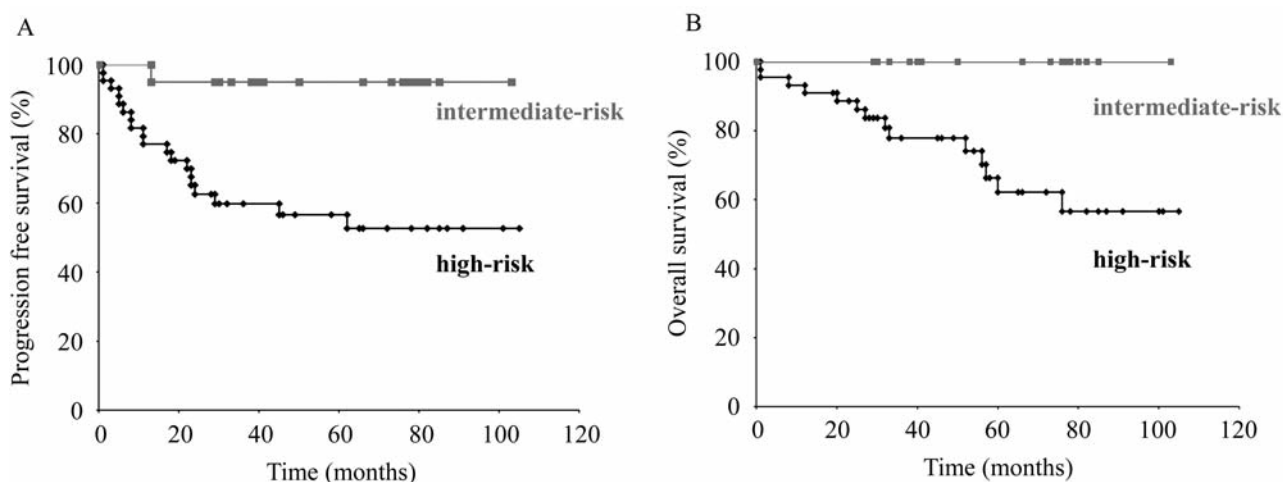 A
Progression free survival (%)
100
80
60
40
20
0
intermediate-risk
high-risk
0 20 40 60 80 100 120
Time (months)
B
Overall survival (%)
100
80
60
40
20
0
intermediate-risk
high-risk
0 20 40 60 80 100 120
Time (months)